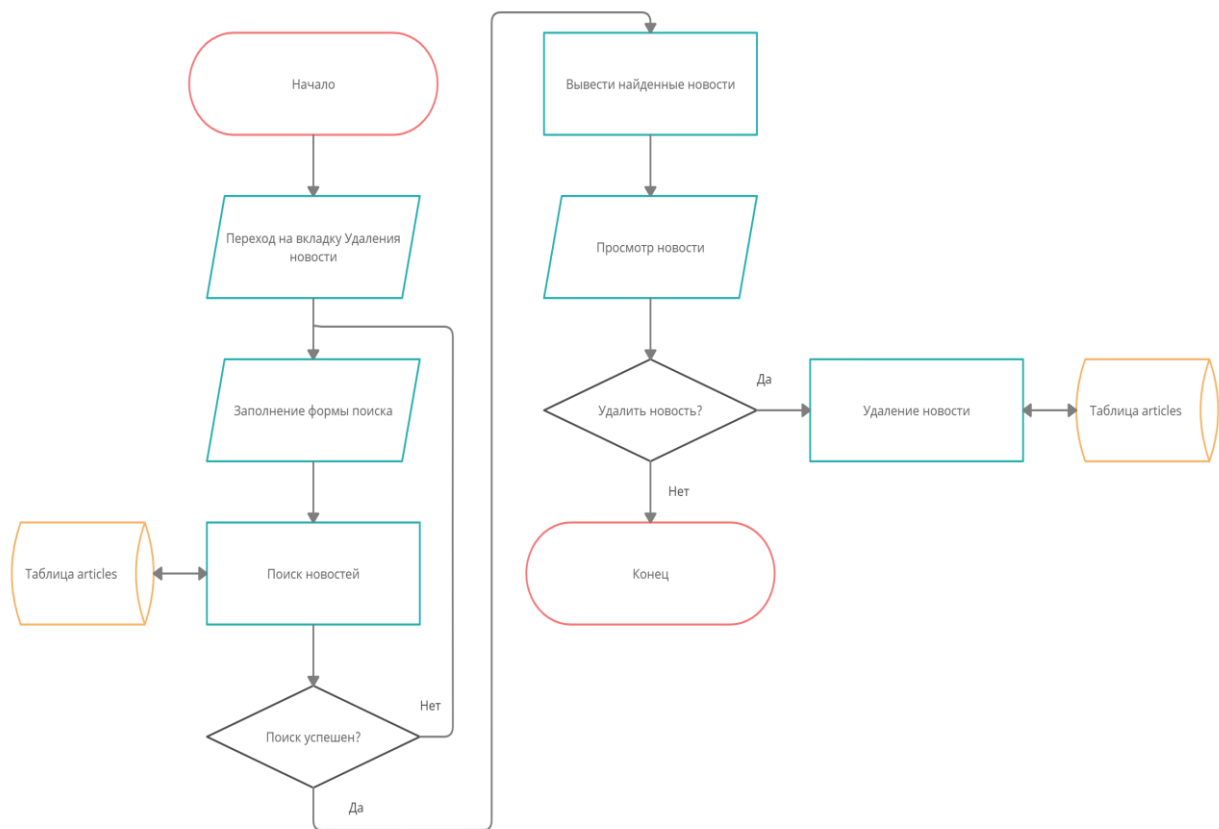 Начало
Переход на вкладку Удаления
новости
Заполнение формы поиска
Таблица articles
Поиск новостей
Нет
Поиск успешен?
Да
Вывести найденные новости
Просмотр новости
Да
Удалить новость?
Удаление новости
Таблица articles
Нет
Конец